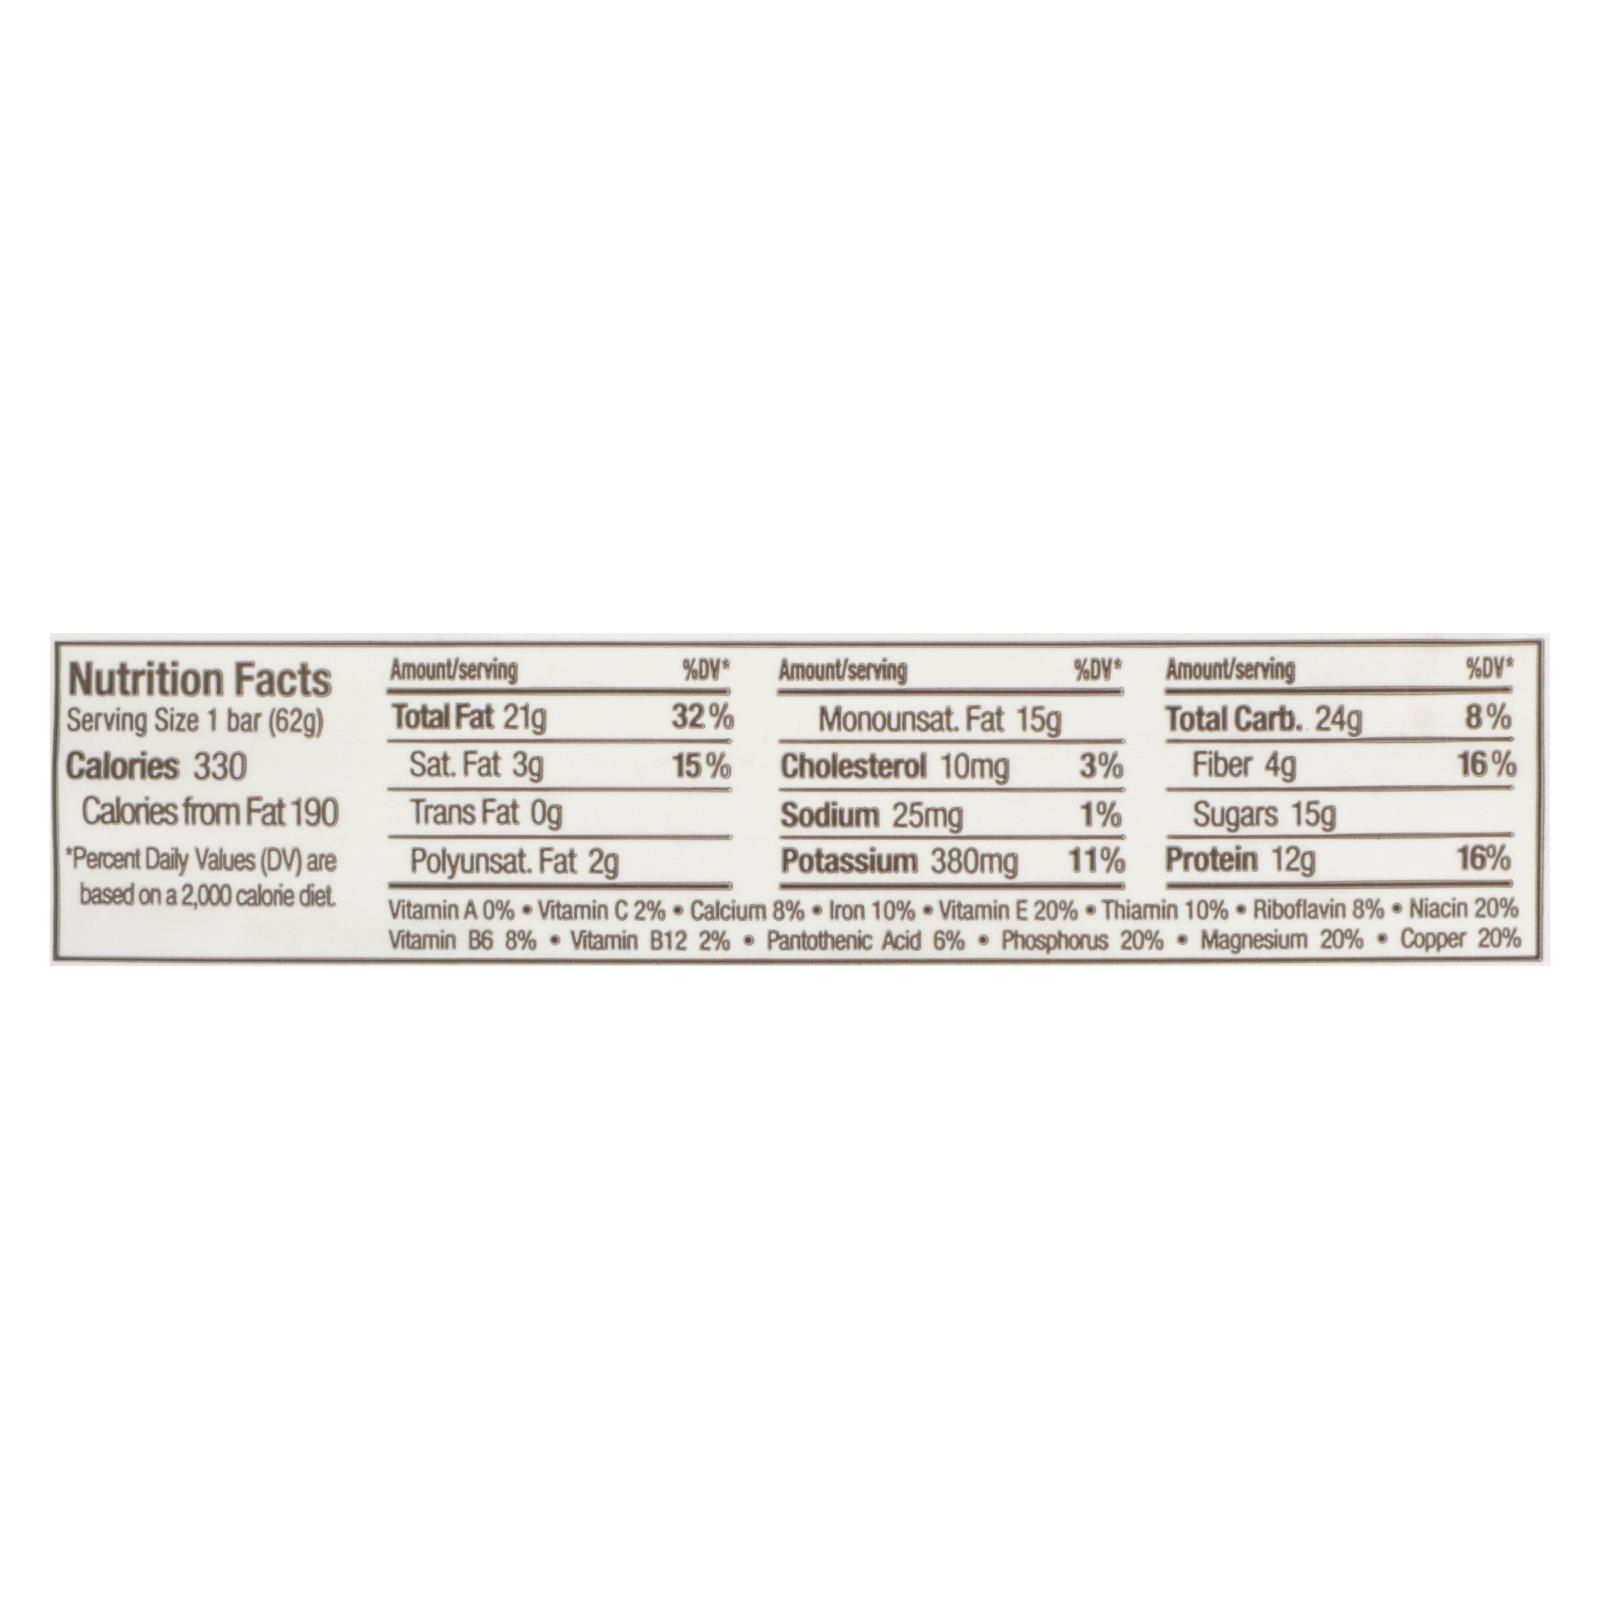 Nutrition Facts
Serving Size 1 bar (62g)
Calories 330
Calories from Fat 190
*Percent Daily Values (DV) are
based on a 2,000 calorie diet.
Amount/serving %DV*
Total Fat 21g 32%
Sat. Fat 3g 15%
Trans Fat 0g
Polyunsat. Fat 2g
Amount/serving %DV*
Monounsat. Fat 15g
Cholesterol 10mg 3%
Sodium 25mg 1%
Potassium 380mg 11%
Amount/serving %DV*
Total Carb. 24g 8%
Fiber 4g 16%
Sugars 15g
Protein 12g 16%
Vitamin A 0% • Vitamin C 2% • Calcium 8% • Iron 10% • Vitamin E 20% • Thiamin 10% • Riboflavin 8% • Niacin 20%
Vitamin B6 8% • Vitamin B12 2% • Pantothenic Acid 6% • Phosphorus 20% • Magnesium 20% • Copper 20%